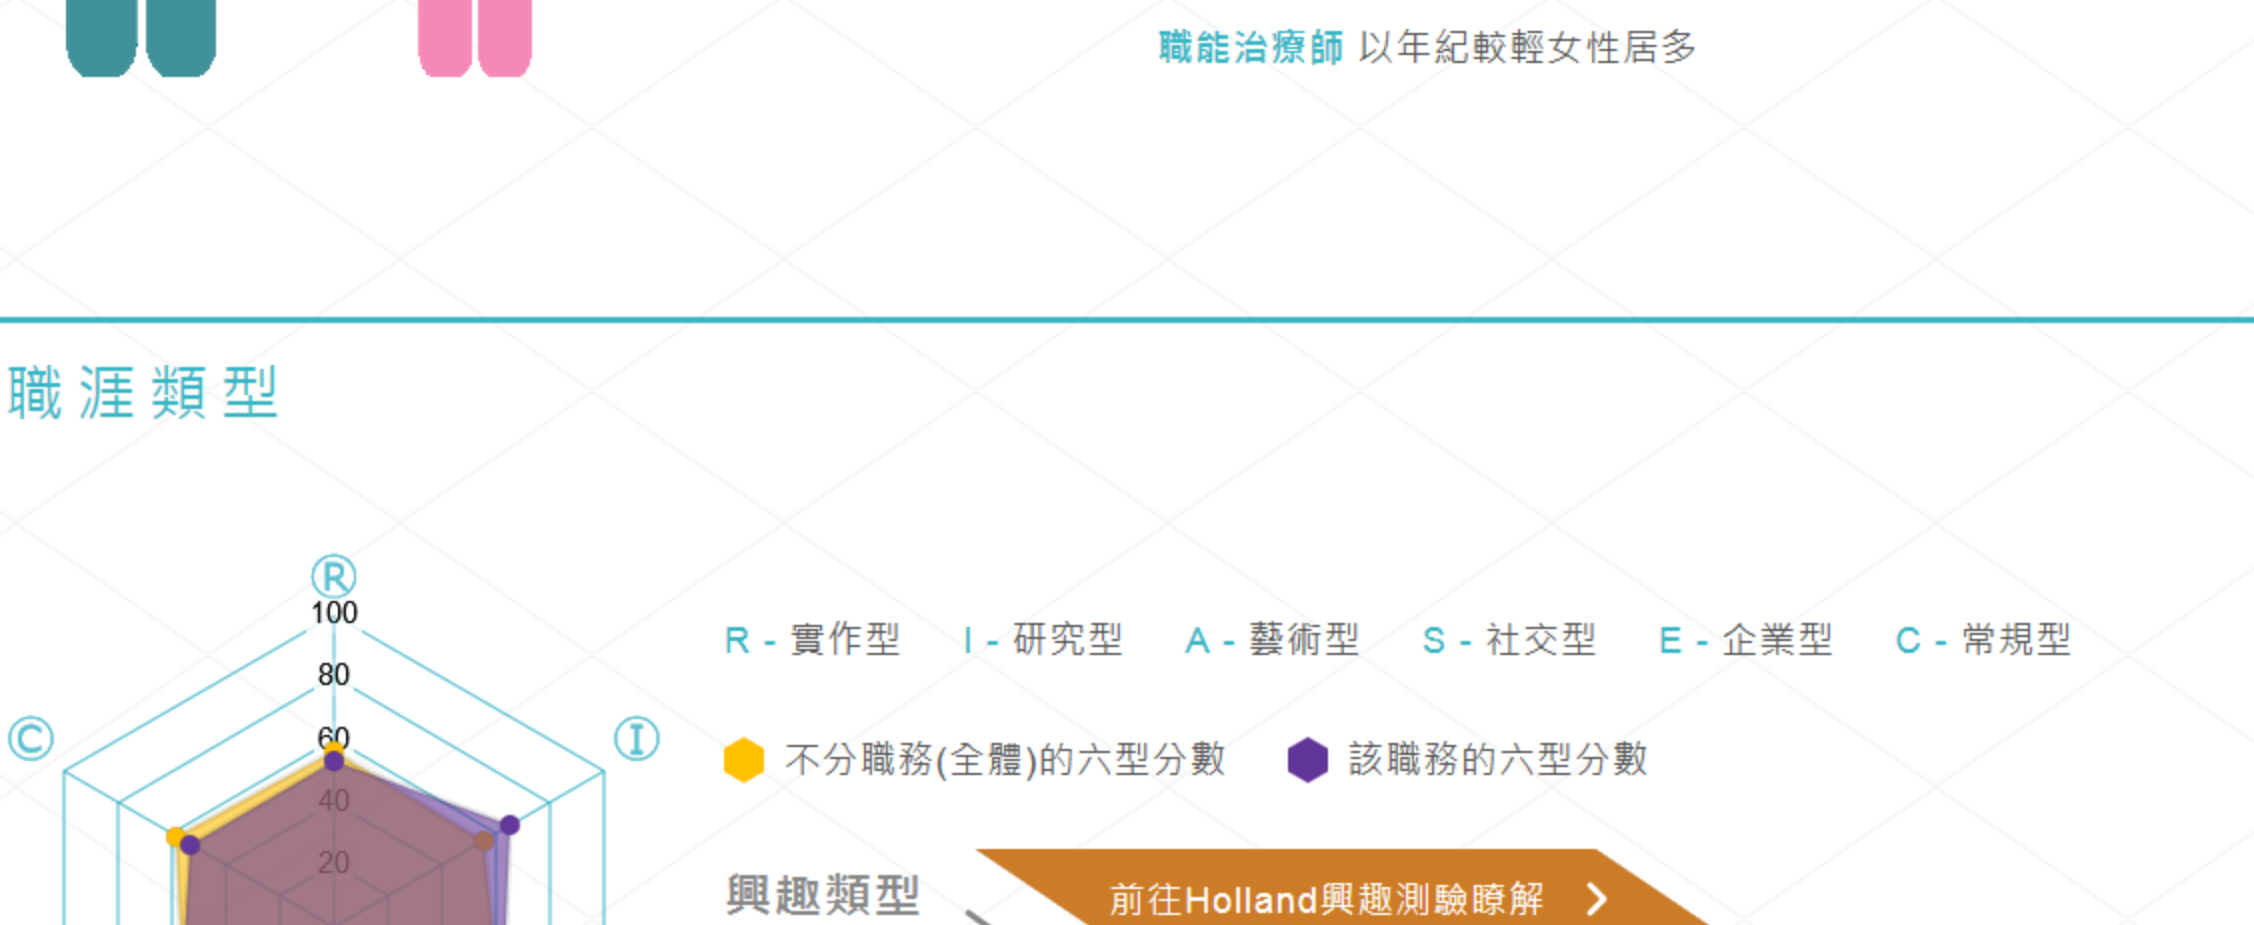 職能治療師 以年紀較輕女性居多
職涯類型
R
100
80
60
40
20
C
I
R - 實作型 I - 研究型 A - 藝術型 S - 社交型 E - 企業型 C - 常規型
不分職務(全體)的六型分數 該職務的六型分數
興趣類型
前往Holland興趣測驗瞭解